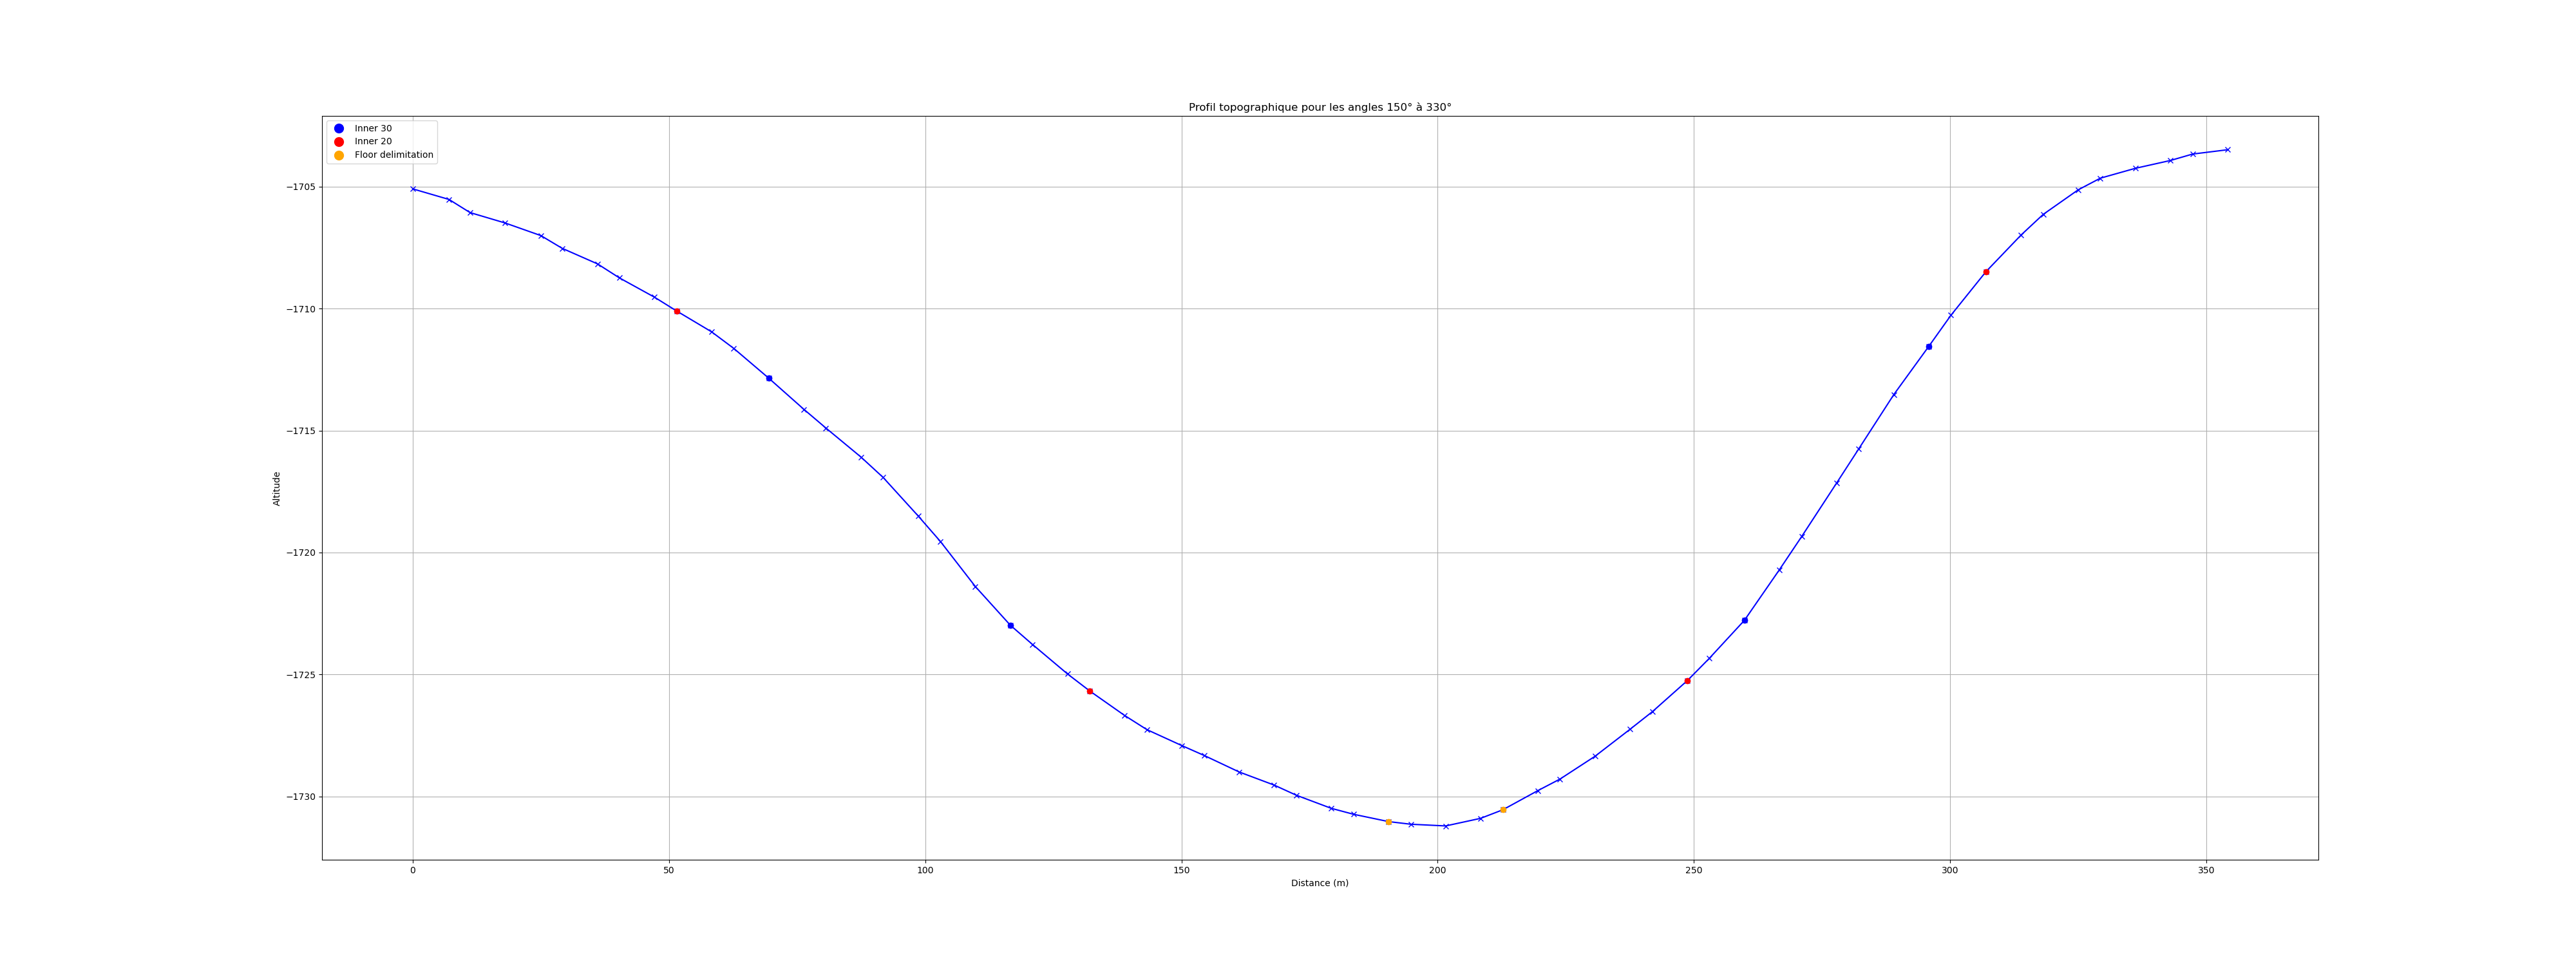 Profil topographique pour les angles 150° à 330°
Inner 30
Inner 20
Floor delimitation
−1705
−1710
−1715
−1720
−1725
−1730
Altitude
0 50 100 150 200 250 300 350
Distance (m)